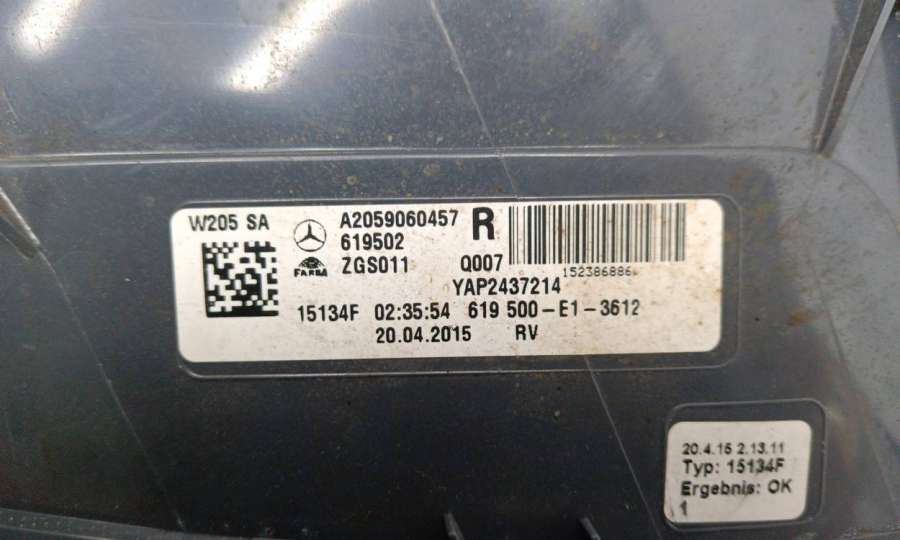 W205 SA
A2059060457 R
619502
FARBA ZGS011 Q007
152386886
YAP2437214
15134F 02:35:54 619 500-E1-3612
20.04.2015 RV
20.4.15 2.13.11
Typ: 15134F
Ergebnis: OK
1